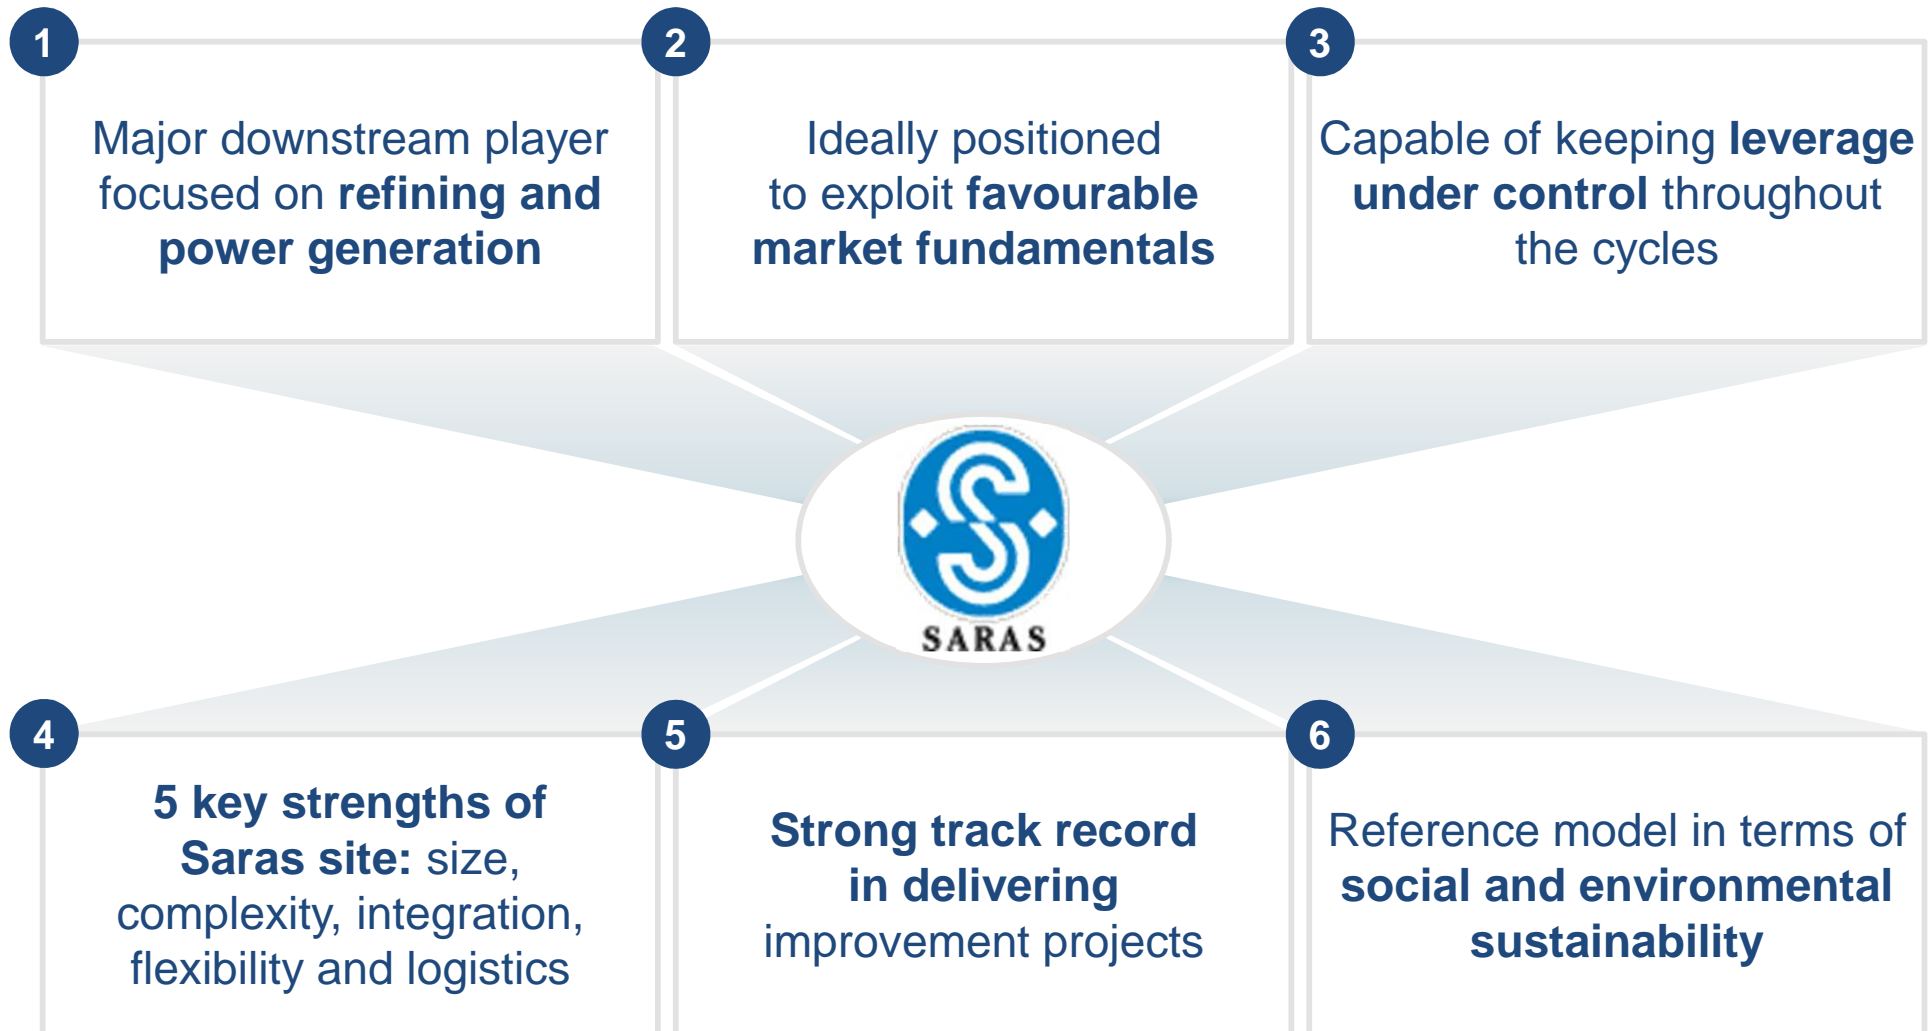 1
Major downstream player
focused on refining and
power generation
2
Ideally positioned
to exploit favourable
market fundamentals
3
Capable of keeping leverage
under control throughout
the cycles
SARAS
4
5 key strengths of
Saras site: size,
complexity, integration,
flexibility and logistics
5
Strong track record
in delivering
improvement projects
6
Reference model in terms of
social and environmental
sustainability